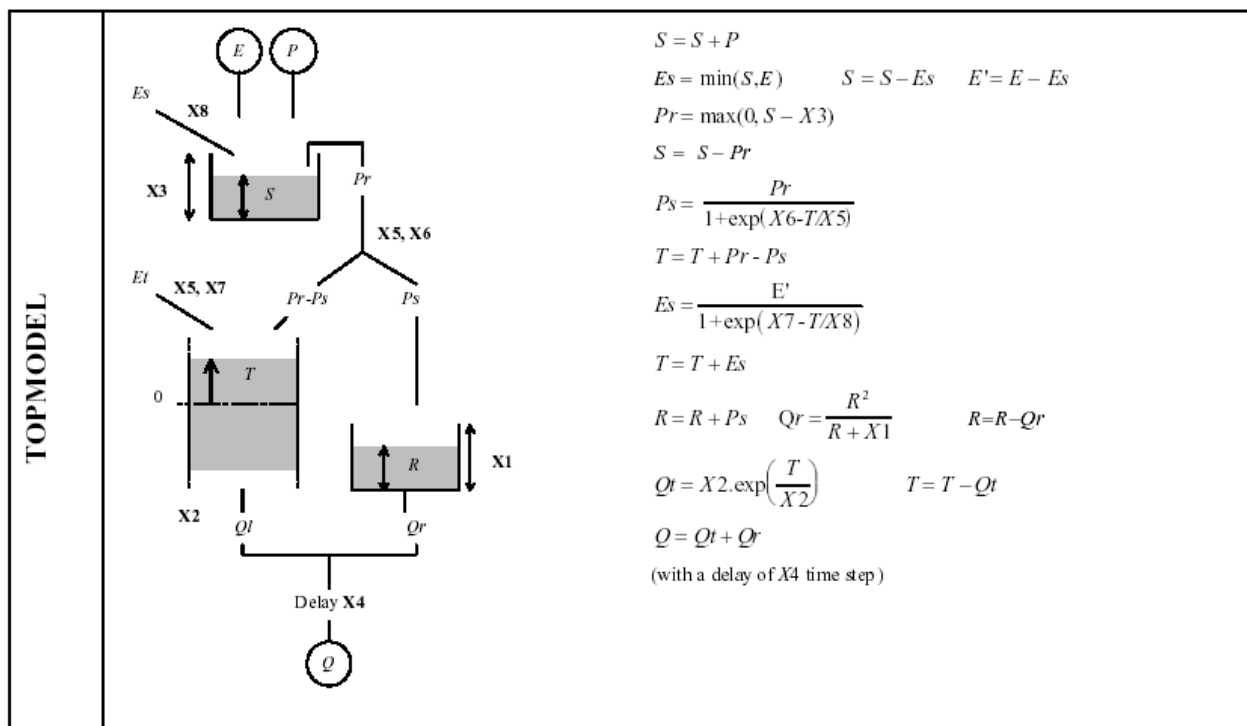 TOPMODEL
E P
Es
X8
X3
S
Pr
X5, X6
Et
X5, X7
Pr-Ps
Ps
T
0
R
X1
X2
Ql
Qr
Delay X4
Q
S = S + P
Es = min(S,E) S = S – Es E' = E – Es
Pr = max(0, S – X3)
S = S – Pr
Ps = Pr / 1+exp(X6-T/X5)
T = T + Pr - Ps
Es = E' / 1+exp(X7-T/X8)
T = T + Es
R = R + Ps Qr = R² / R + X1 R=R–Qr
Qt = X2.exp(T / X2) T = T – Qt
Q = Qt + Qr
(with a delay of X4 time step)